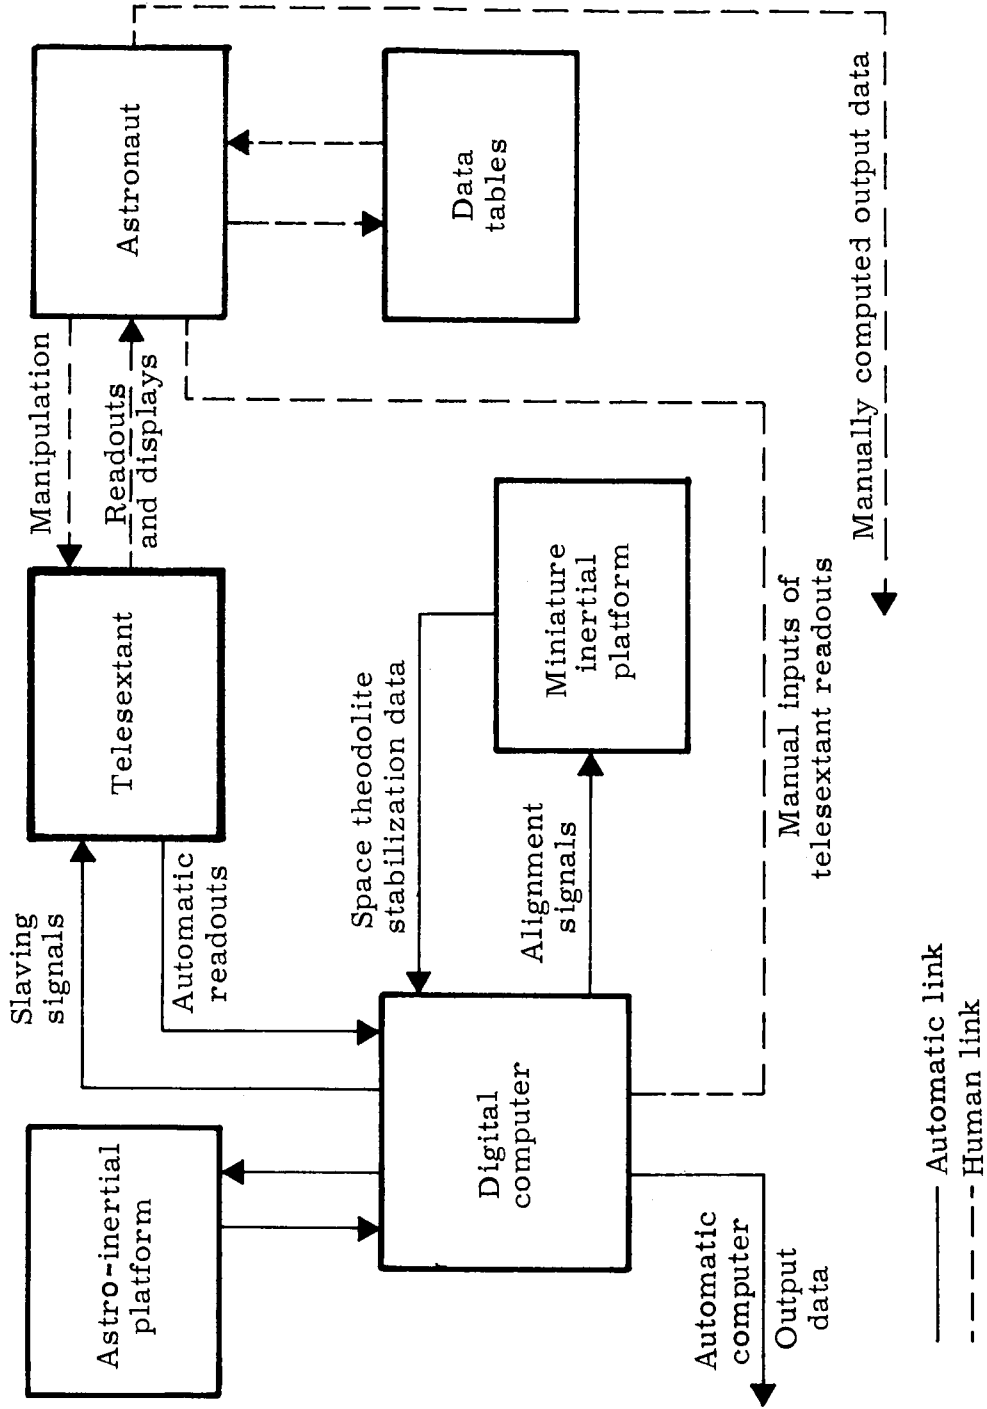 Astro-inertial
platform
Slaving
signals
Telesextant
Manipulation
Readouts
and displays
Astronaut
Automatic
readouts
Data
tables
Digital
computer
Space theodolite
stabilization data
Alignment
signals
Miniature
inertial
platform
Automatic
computer
Output
data
Manual inputs of
telesextant readouts
Manually computed output data
Automatic link
Human link